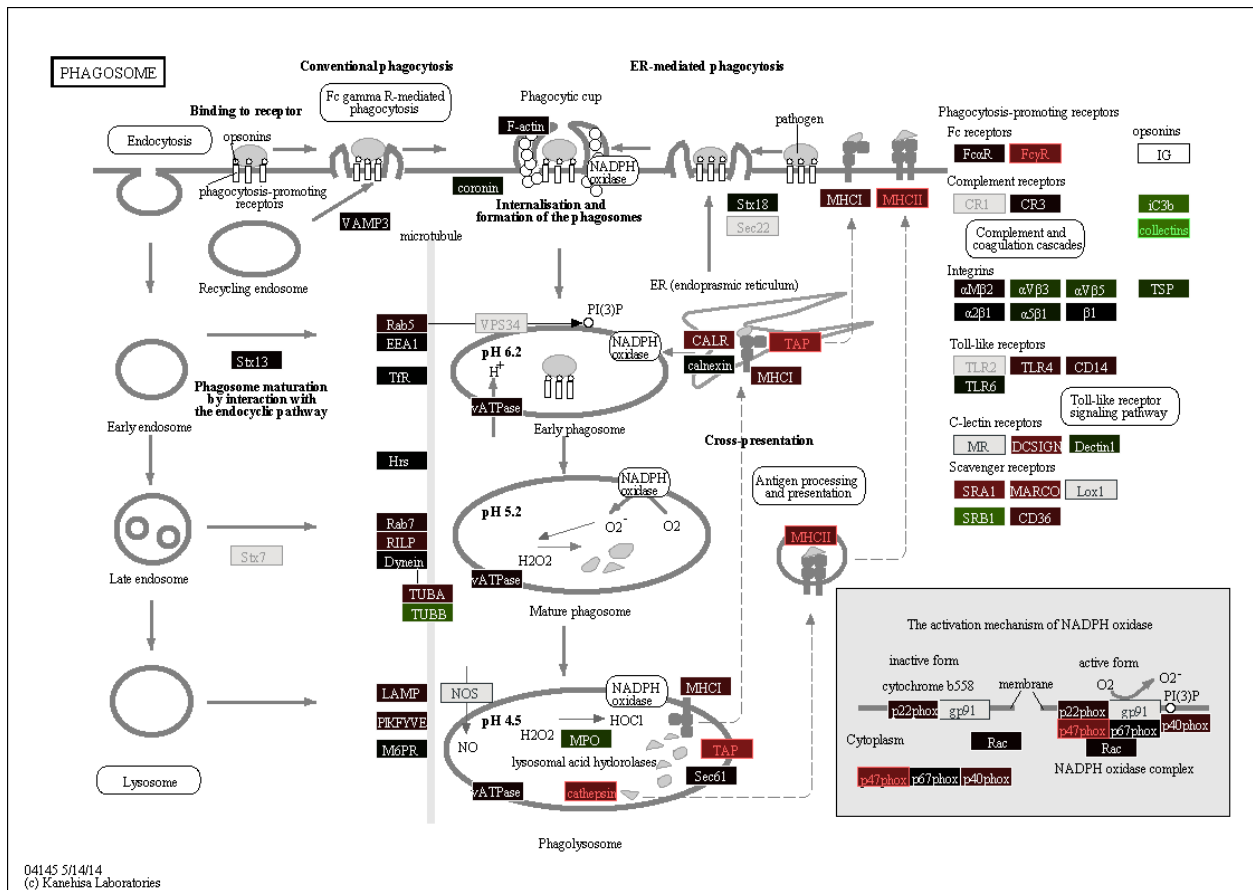 PHAGOSOME
Conventional phagocytosis
ER-mediated phagocytosis
Binding to receptor
Fc gamma R-mediated
phagocytosis
Phagocytic cup
Endocytosis
opsonins
F-actin
pathogen
NADPH
oxidase
phagocytosis-promoting
receptors
coronin
VAMP3
Internalisation and
formation of the phagosomes
Stx18
Sec22
MHCI
MHCII
microtubule
Recycling endosome
ER (endoprasmic reticulum)
Phagocytosis-promoting receptors
Fc receptors
opsonins
FcαR
FcγR
IG
Complement receptors
CR1
CR3
iC3b
collectins
Complement and
coagulation cascades
Integrins
αMβ2
αVβ3
αVβ5
TSP
α2β1
α5β1
β1
Toll-like receptors
TLR2
TLR4
CD14
TLR6
Toll-like receptor
signaling pathway
C-lectin receptors
MR
DCSIGN
Dectin1
Scavenger receptors
SRA1
MARCO
Lox1
SRB1
CD36
Rab5
VPS34
PI(3)P
EEA1
Stx13
TfR
pH 6.2
H+
NADPH
oxidase
CALR
calnexin
TAP
MHCI
vATPase
Phagosome maturation
by interaction with
the endocyclic pathway
Early endosome
Early phagosome
Cross-presentation
Hrs
NADPH
oxidase
Antigen processing
and presentation
pH 5.2
O2-
O2
H2O2
MHCII
Rab7
RILP
Dynein
Stx7
vATPase
Late endosome
TUBA
TUBB
Mature phagosome
LAMP
NOS
NADPH
oxidase
MHCI
PIKFYVE
pH 4.5
H2O2
HOCl
MPO
M6PR
NO
lysosomal acid hydorolases
TAP
Sec61
Lysosome
vATPase
cathepsin
Phagolysosome
The activation mechanism of NADPH oxidase
inactive form
active form
cytochrome b558
membrane
O2
O2-
PI(3)P
p22phox
gp91
p22phox
gp91
p47phox
p67phox
p40phox
Cytoplasm
Rac
Rac
NADPH oxidase complex
p47phox
p67phox
p40phox
04145 5/14/14
(c) Kanehisa Laboratories